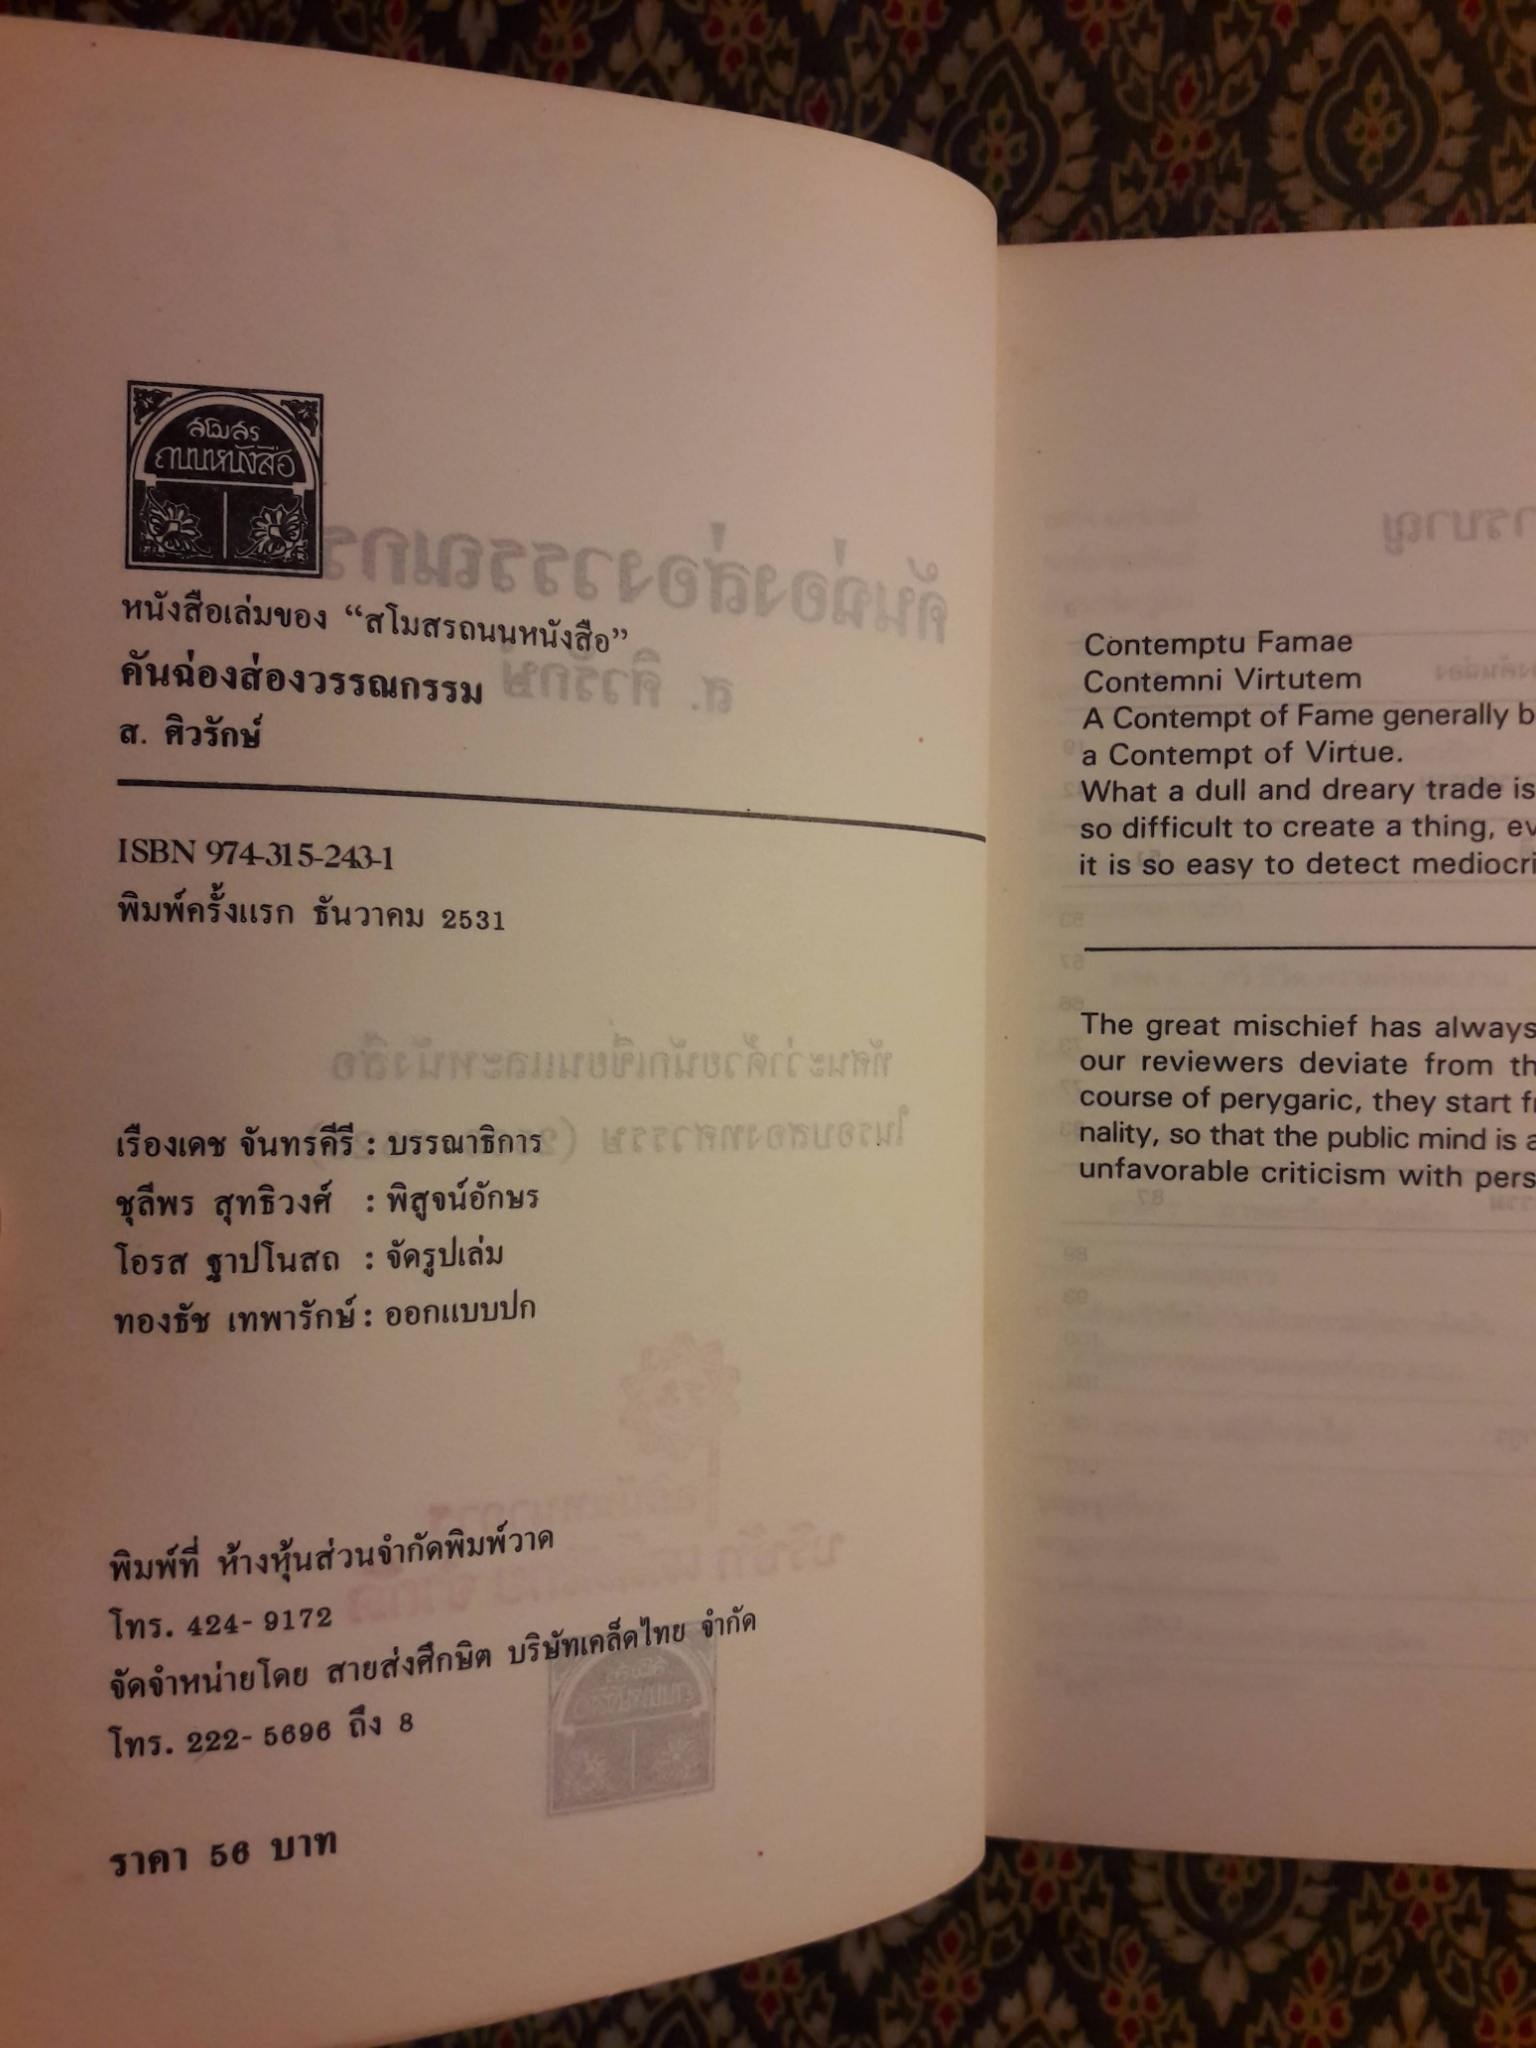 สโมสร
ถนนหนังสือ
หนังสือเล่มของ “สโมสรถนนหนังสือ”
คันฉ่องส่องวรรณกรรม
ส. ศิวรักษ์
ISBN 974-315-243-1
พิมพ์ครั้งแรก ธันวาคม 2531
เรืองเดช จันทรคีรี : บรรณาธิการ
ชุลีพร สุทธิวงศ์ : พิสูจน์อักษร
โอรส ฐาปโนสถ : จัดรูปเล่ม
ทองธัช เทพารักษ์ : ออกแบบปก
พิมพ์ที่ ห้างหุ้นส่วนจำกัดพิมพ์วาด
โทร. 424-9172
จัดจำหน่ายโดย สายส่งศึกษิต บริษัทเคล็ดไทย จำกัด
โทร. 222-5696 ถึง 8
ราคา 56 บาท
Contemptu Famae
Contemni Virtutem
A Contempt of Fame generally b
a Contempt of Virtue.
What a dull and dreary trade is
so difficult to create a thing, ev
it is so easy to detect mediocri
The great mischief has always
our reviewers deviate from th
course of perygaric, they start fr
nality, so that the public mind is a
unfavorable criticism with pers